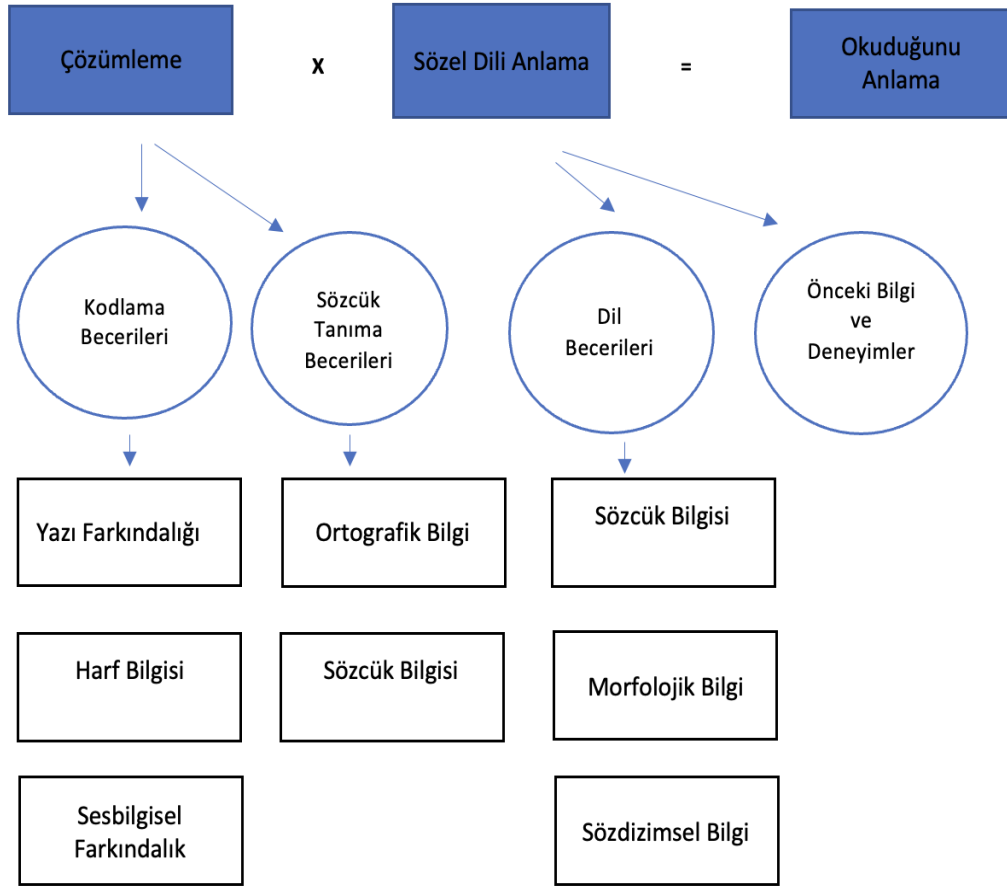 Çözümleme
x
Sözel Dili Anlama
=
Okuduğunu
Anlama
Kodlama
Becerileri
Sözcük
Tanıma
Becerileri
Dil
Becerileri
Önceki Bilgi
ve
Deneyimler
Yazı Farkındalığı
Ortografik Bilgi
Sözcük Bilgisi
Harf Bilgisi
Sözcük Bilgisi
Morfolojik Bilgi
Sesbilgisel
Farkındalık
Sözdizimsel Bilgi